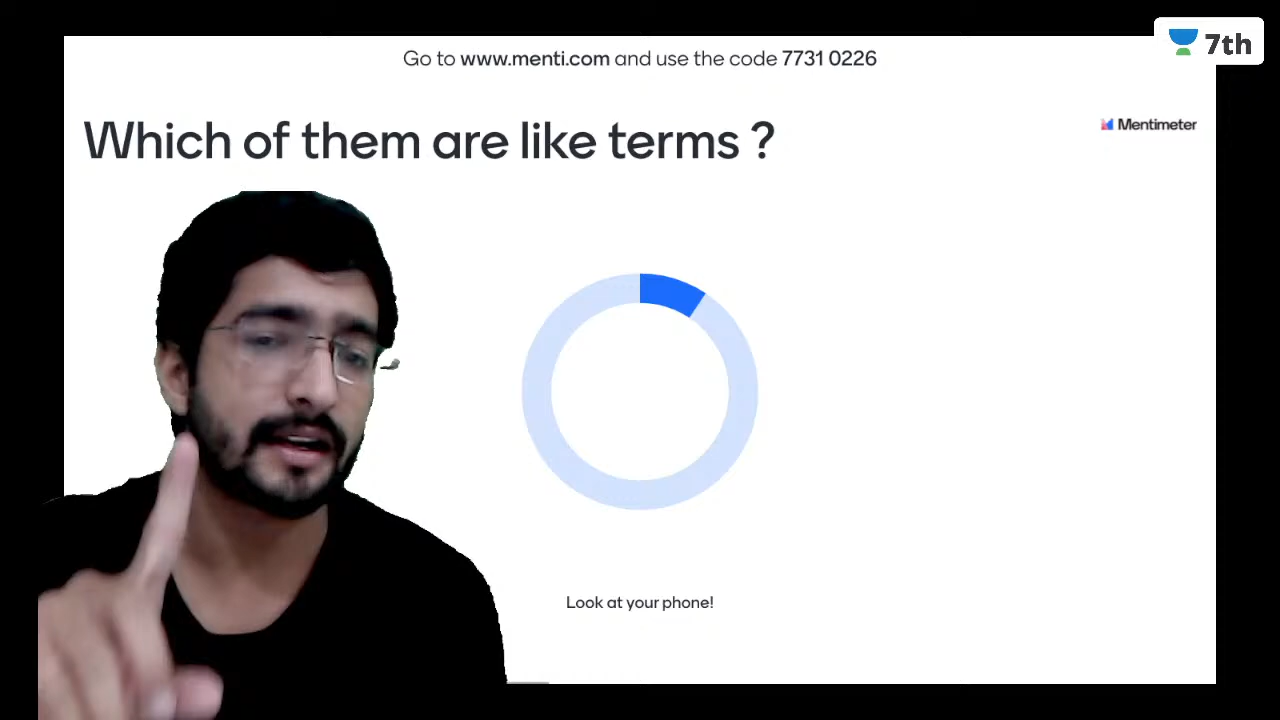 Go to www.menti.com and use the code 7731 0226
7th
Which of them are like terms ?
Mentimeter
Look at your phone!